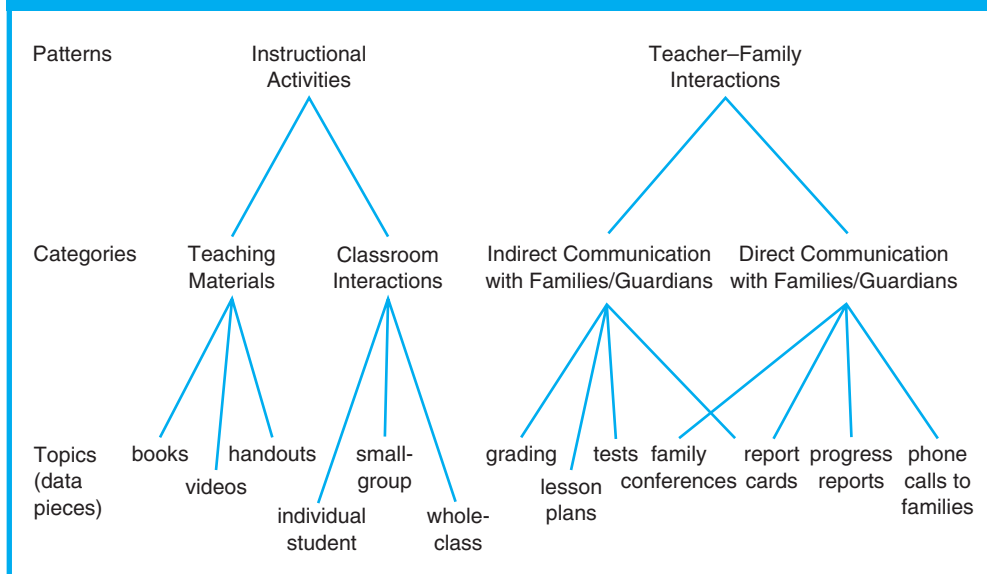 Patterns
Instructional
Activities
Teacher–Family
Interactions
Categories
Teaching
Materials
Classroom
Interactions
Indirect Communication
with Families/Guardians
Direct Communication
with Families/Guardians
Topics
(data
pieces)
books
videos
handouts
individual
student
small-
group
whole-
class
grading
lesson
plans
tests
family
conferences
report
cards
progress
reports
phone
calls to
families